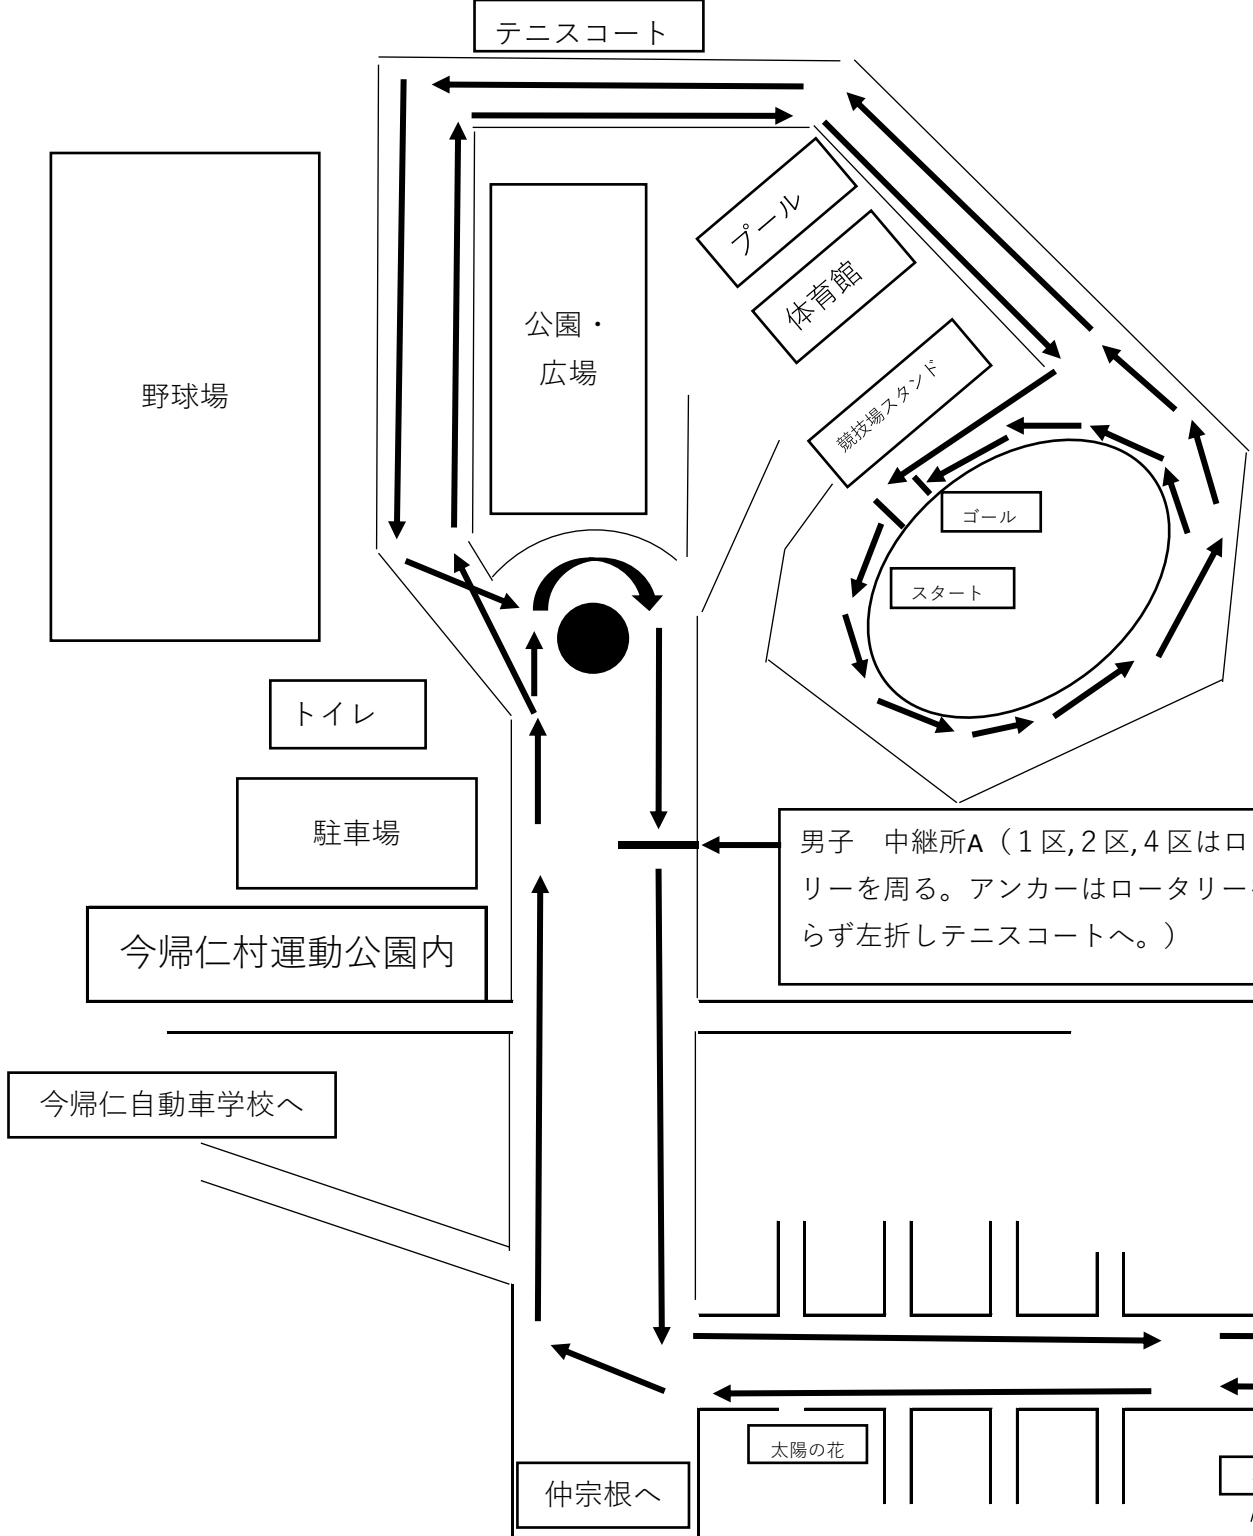 テニスコート
プール
体育館
公園・
広場
野球場
競技場スタンド
ゴール
スタート
トイレ
駐車場
男子　中継所A（１区,２区,４区はロ
リーを周る。アンカーはロータリー
らず左折しテニスコートへ。）
今帰仁村運動公園内
今帰仁自動車学校へ
太陽の花
仲宗根へ